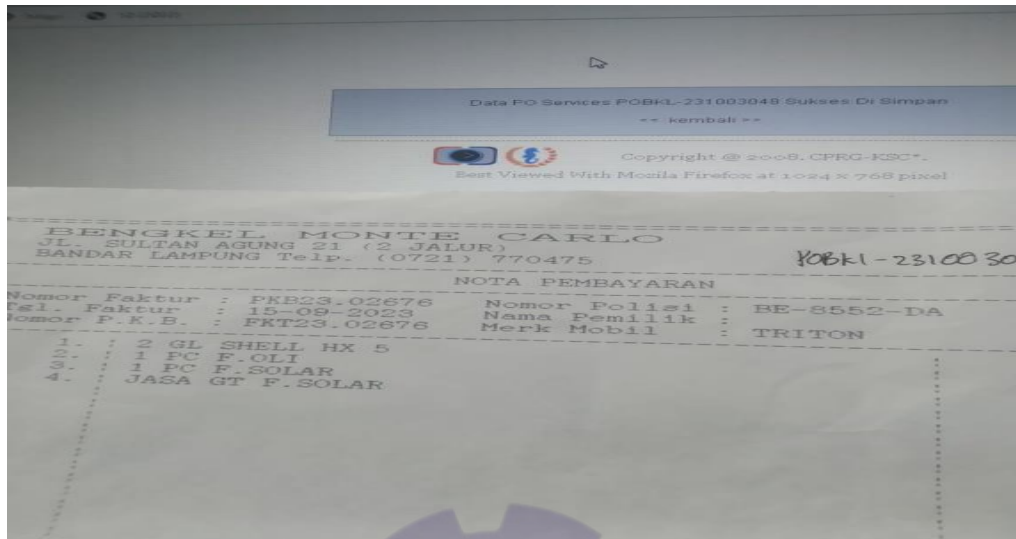 Data PO Services POBKL-231003048 Sukses Di Simpan
== kembali ==
Copyright @ 2008. CPRG-KSC*.
Best Viewed With Mozila Firefox at 1024 x 768 pixel
BENGKEL MONTE CARLO
JL. SULTAN AGUNG 21 (2 JALUR)
BANDAR LAMPUNG Telp. (0721) 770475
POBKl-23100 30
NOTA PEMBAYARAN
Nomor Faktur : PKB23.02676 Nomor Polisi : BE-8552-DA
Tgl. Faktur : 15-09-2023 Nama Pemilik :
Nomor P.K.B. : FKT23.02676 Merk Mobil : TRITON
1. : 2 GL SHELL HX 5
2. : 1 PC F.OLI
3. : 1 PC F.SOLAR
4. : JASA GT F.SOLAR